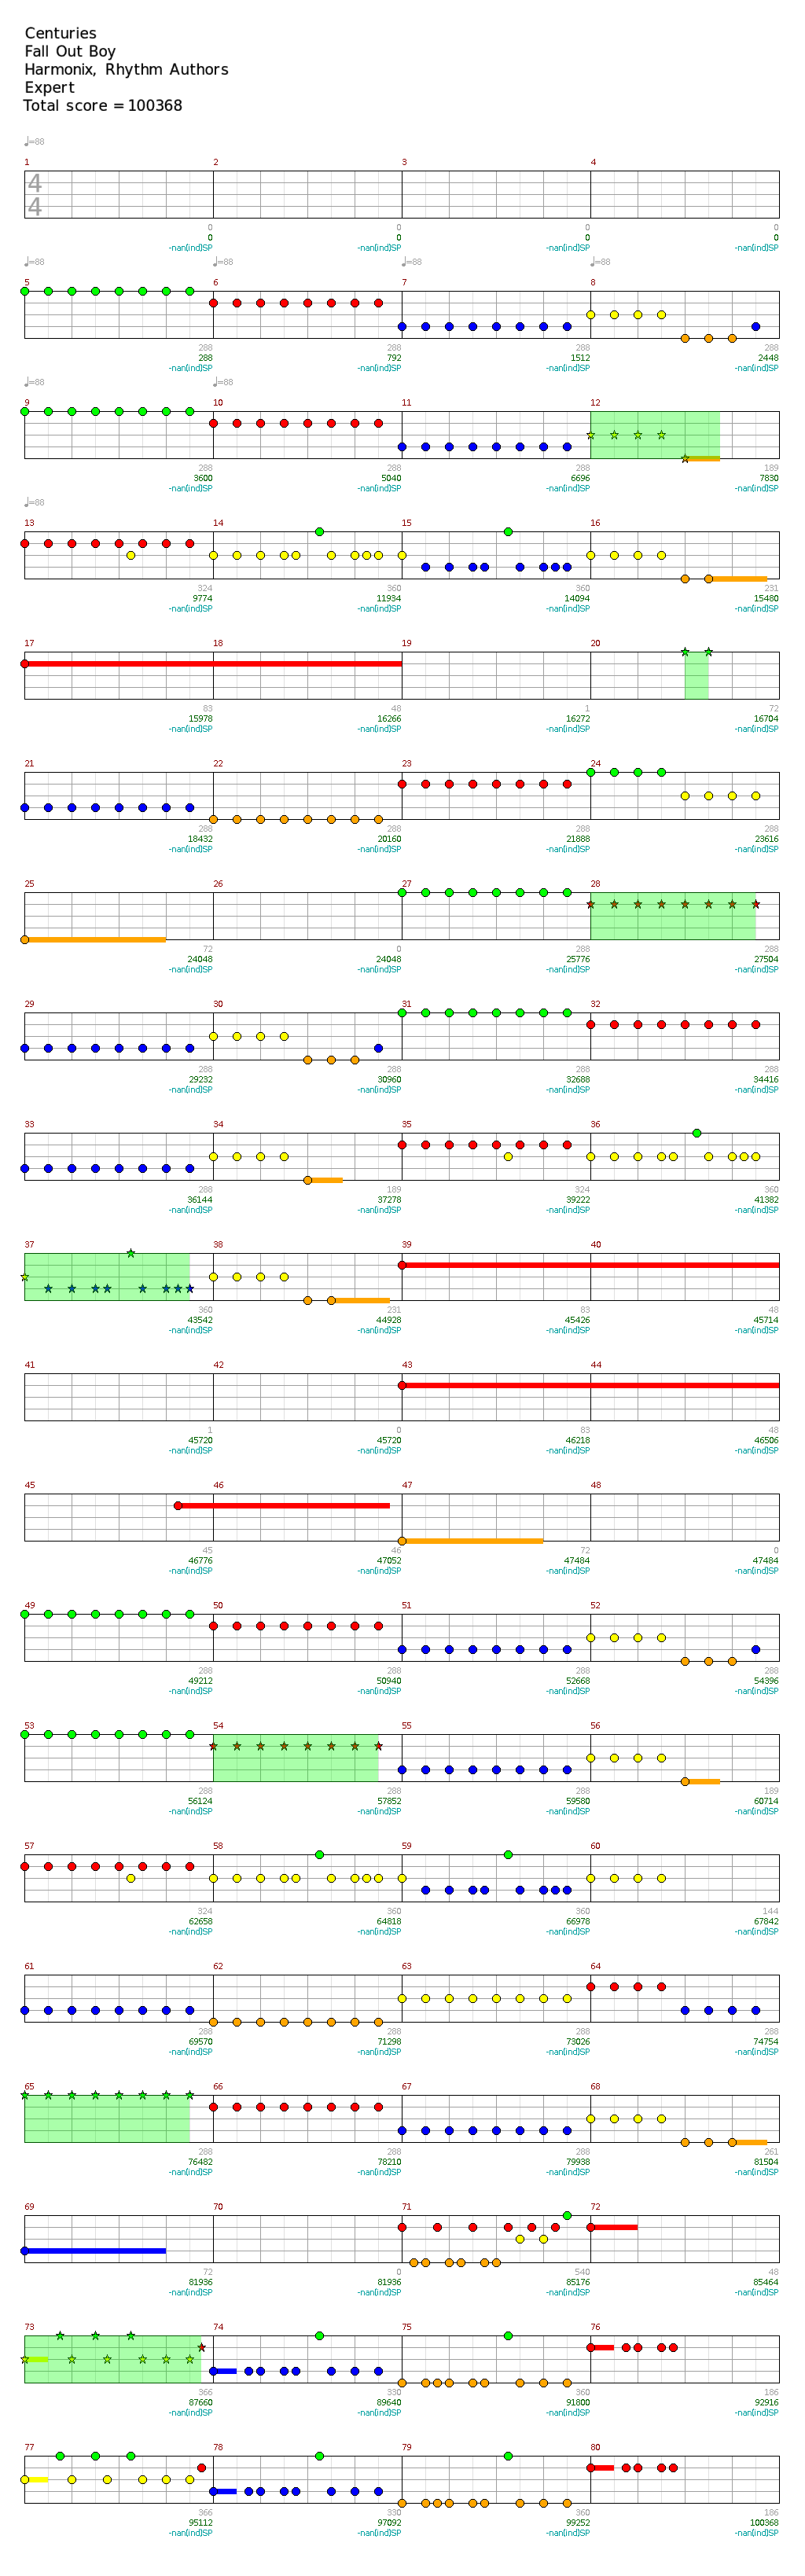 Centuries
Fall Out Boy
Harmonix, Rhythm Authors
Expert
Total score = 100368
♩=88
1 2 3 4
4
4
0 0 0 0
0 0 0 0
-nan(ind)SP -nan(ind)SP -nan(ind)SP -nan(ind)SP
♩=88 ♩=88 ♩=88 ♩=88
5 6 7 8
288 288 288 288
288 792 1512 2448
-nan(ind)SP -nan(ind)SP -nan(ind)SP -nan(ind)SP
♩=88 ♩=88
9 10 11 12
288 288 288 189
3600 5040 6696 7830
-nan(ind)SP -nan(ind)SP -nan(ind)SP -nan(ind)SP
♩=88
13 14 15 16
324 360 360 231
9774 11934 14094 15480
-nan(ind)SP -nan(ind)SP -nan(ind)SP -nan(ind)SP
17 18 19 20
83 48 1 72
15978 16266 16272 16704
-nan(ind)SP -nan(ind)SP -nan(ind)SP -nan(ind)SP
21 22 23 24
288 288 288 288
18432 20160 21888 23616
-nan(ind)SP -nan(ind)SP -nan(ind)SP -nan(ind)SP
25 26 27 28
72 0 288 288
24048 24048 25776 27504
-nan(ind)SP -nan(ind)SP -nan(ind)SP -nan(ind)SP
29 30 31 32
288 288 288 288
29232 30960 32688 34416
-nan(ind)SP -nan(ind)SP -nan(ind)SP -nan(ind)SP
33 34 35 36
288 189 324 360
36144 37278 39222 41382
-nan(ind)SP -nan(ind)SP -nan(ind)SP -nan(ind)SP
37 38 39 40
360 231 83 48
43542 44928 45426 45714
-nan(ind)SP -nan(ind)SP -nan(ind)SP -nan(ind)SP
41 42 43 44
1 0 83 48
45720 45720 46218 46506
-nan(ind)SP -nan(ind)SP -nan(ind)SP -nan(ind)SP
45 46 47 48
45 46 72 0
46776 47052 47484 47484
-nan(ind)SP -nan(ind)SP -nan(ind)SP -nan(ind)SP
49 50 51 52
288 288 288 288
49212 50940 52668 54396
-nan(ind)SP -nan(ind)SP -nan(ind)SP -nan(ind)SP
53 54 55 56
288 288 288 189
56124 57852 59580 60714
-nan(ind)SP -nan(ind)SP -nan(ind)SP -nan(ind)SP
57 58 59 60
324 360 360 144
62658 64818 66978 67842
-nan(ind)SP -nan(ind)SP -nan(ind)SP -nan(ind)SP
61 62 63 64
288 288 288 288
69570 71298 73026 74754
-nan(ind)SP -nan(ind)SP -nan(ind)SP -nan(ind)SP
65 66 67 68
288 288 288 261
76482 78210 79938 81504
-nan(ind)SP -nan(ind)SP -nan(ind)SP -nan(ind)SP
69 70 71 72
72 0 540 48
81936 81936 85176 85464
-nan(ind)SP -nan(ind)SP -nan(ind)SP -nan(ind)SP
73 74 75 76
366 330 360 186
87660 89640 91800 92916
-nan(ind)SP -nan(ind)SP -nan(ind)SP -nan(ind)SP
77 78 79 80
366 330 360 186
95112 97092 99252 100368
-nan(ind)SP -nan(ind)SP -nan(ind)SP -nan(ind)SP